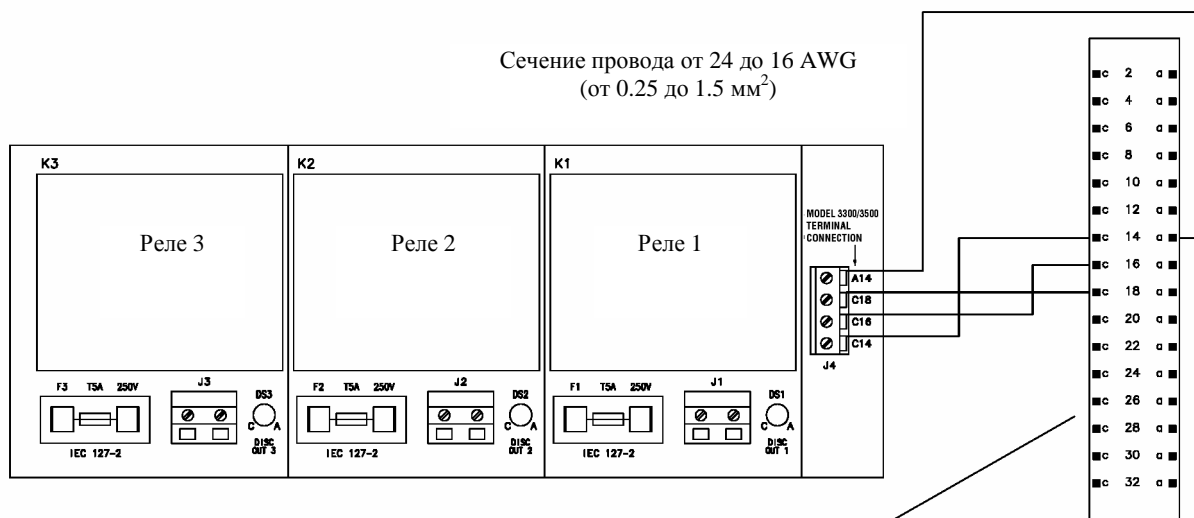 Сечение провода от 24 до 16 AWG
(от 0.25 до 1.5 мм²)
K3
K2
K1
Реле 3
Реле 2
Реле 1
MODEL 3300/3500
TERMINAL
CONNECTION
A14
C18
C16
C14
J4
F3 T5A 250V
IEC 127-2
J3
DS3
C A
DISC
OUT 3
F2 T5A 250V
IEC 127-2
J2
DS2
C A
DISC
OUT 2
F1 T5A 250V
IEC 127-2
J1
DS1
C A
DISC
OUT 1
c 2 a
c 4 a
c 6 a
c 8 a
c 10 a
c 12 a
c 14 a
c 16 a
c 18 a
c 20 a
c 22 a
c 24 a
c 26 a
c 28 a
c 30 a
c 32 a